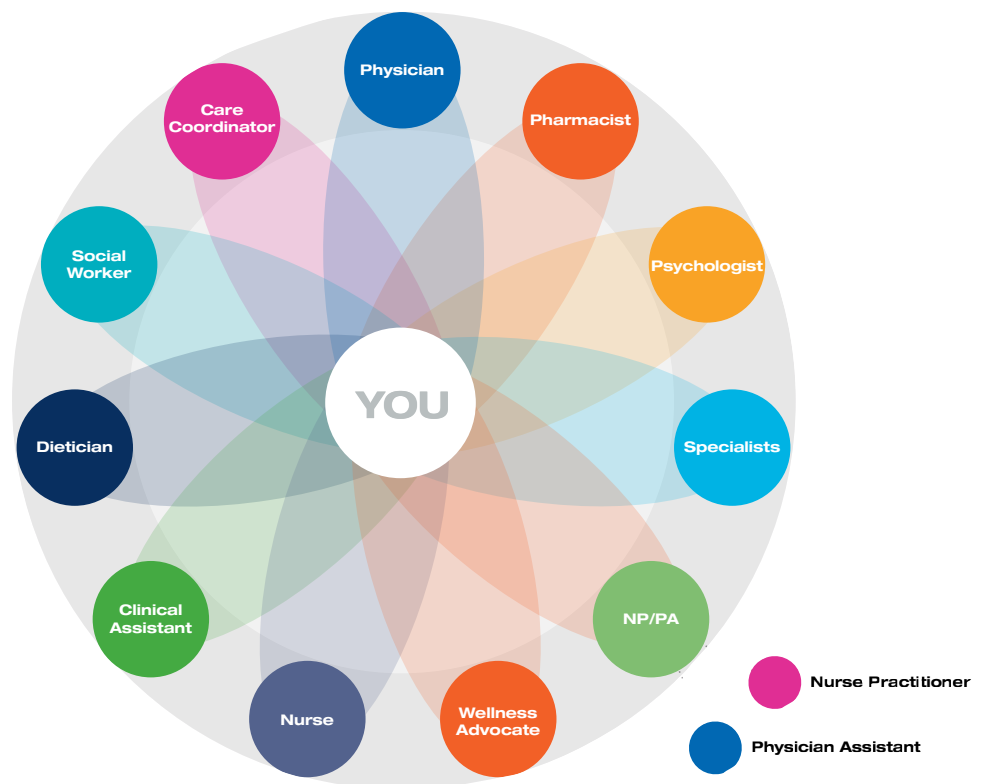 Physician
Care
Coordinator
Pharmacist
Social
Worker
Psychologist
YOU
Dietician
Specialists
Clinical
Assistant
NP/PA
Nurse
Wellness
Advocate
Nurse Practitioner
Physician Assistant